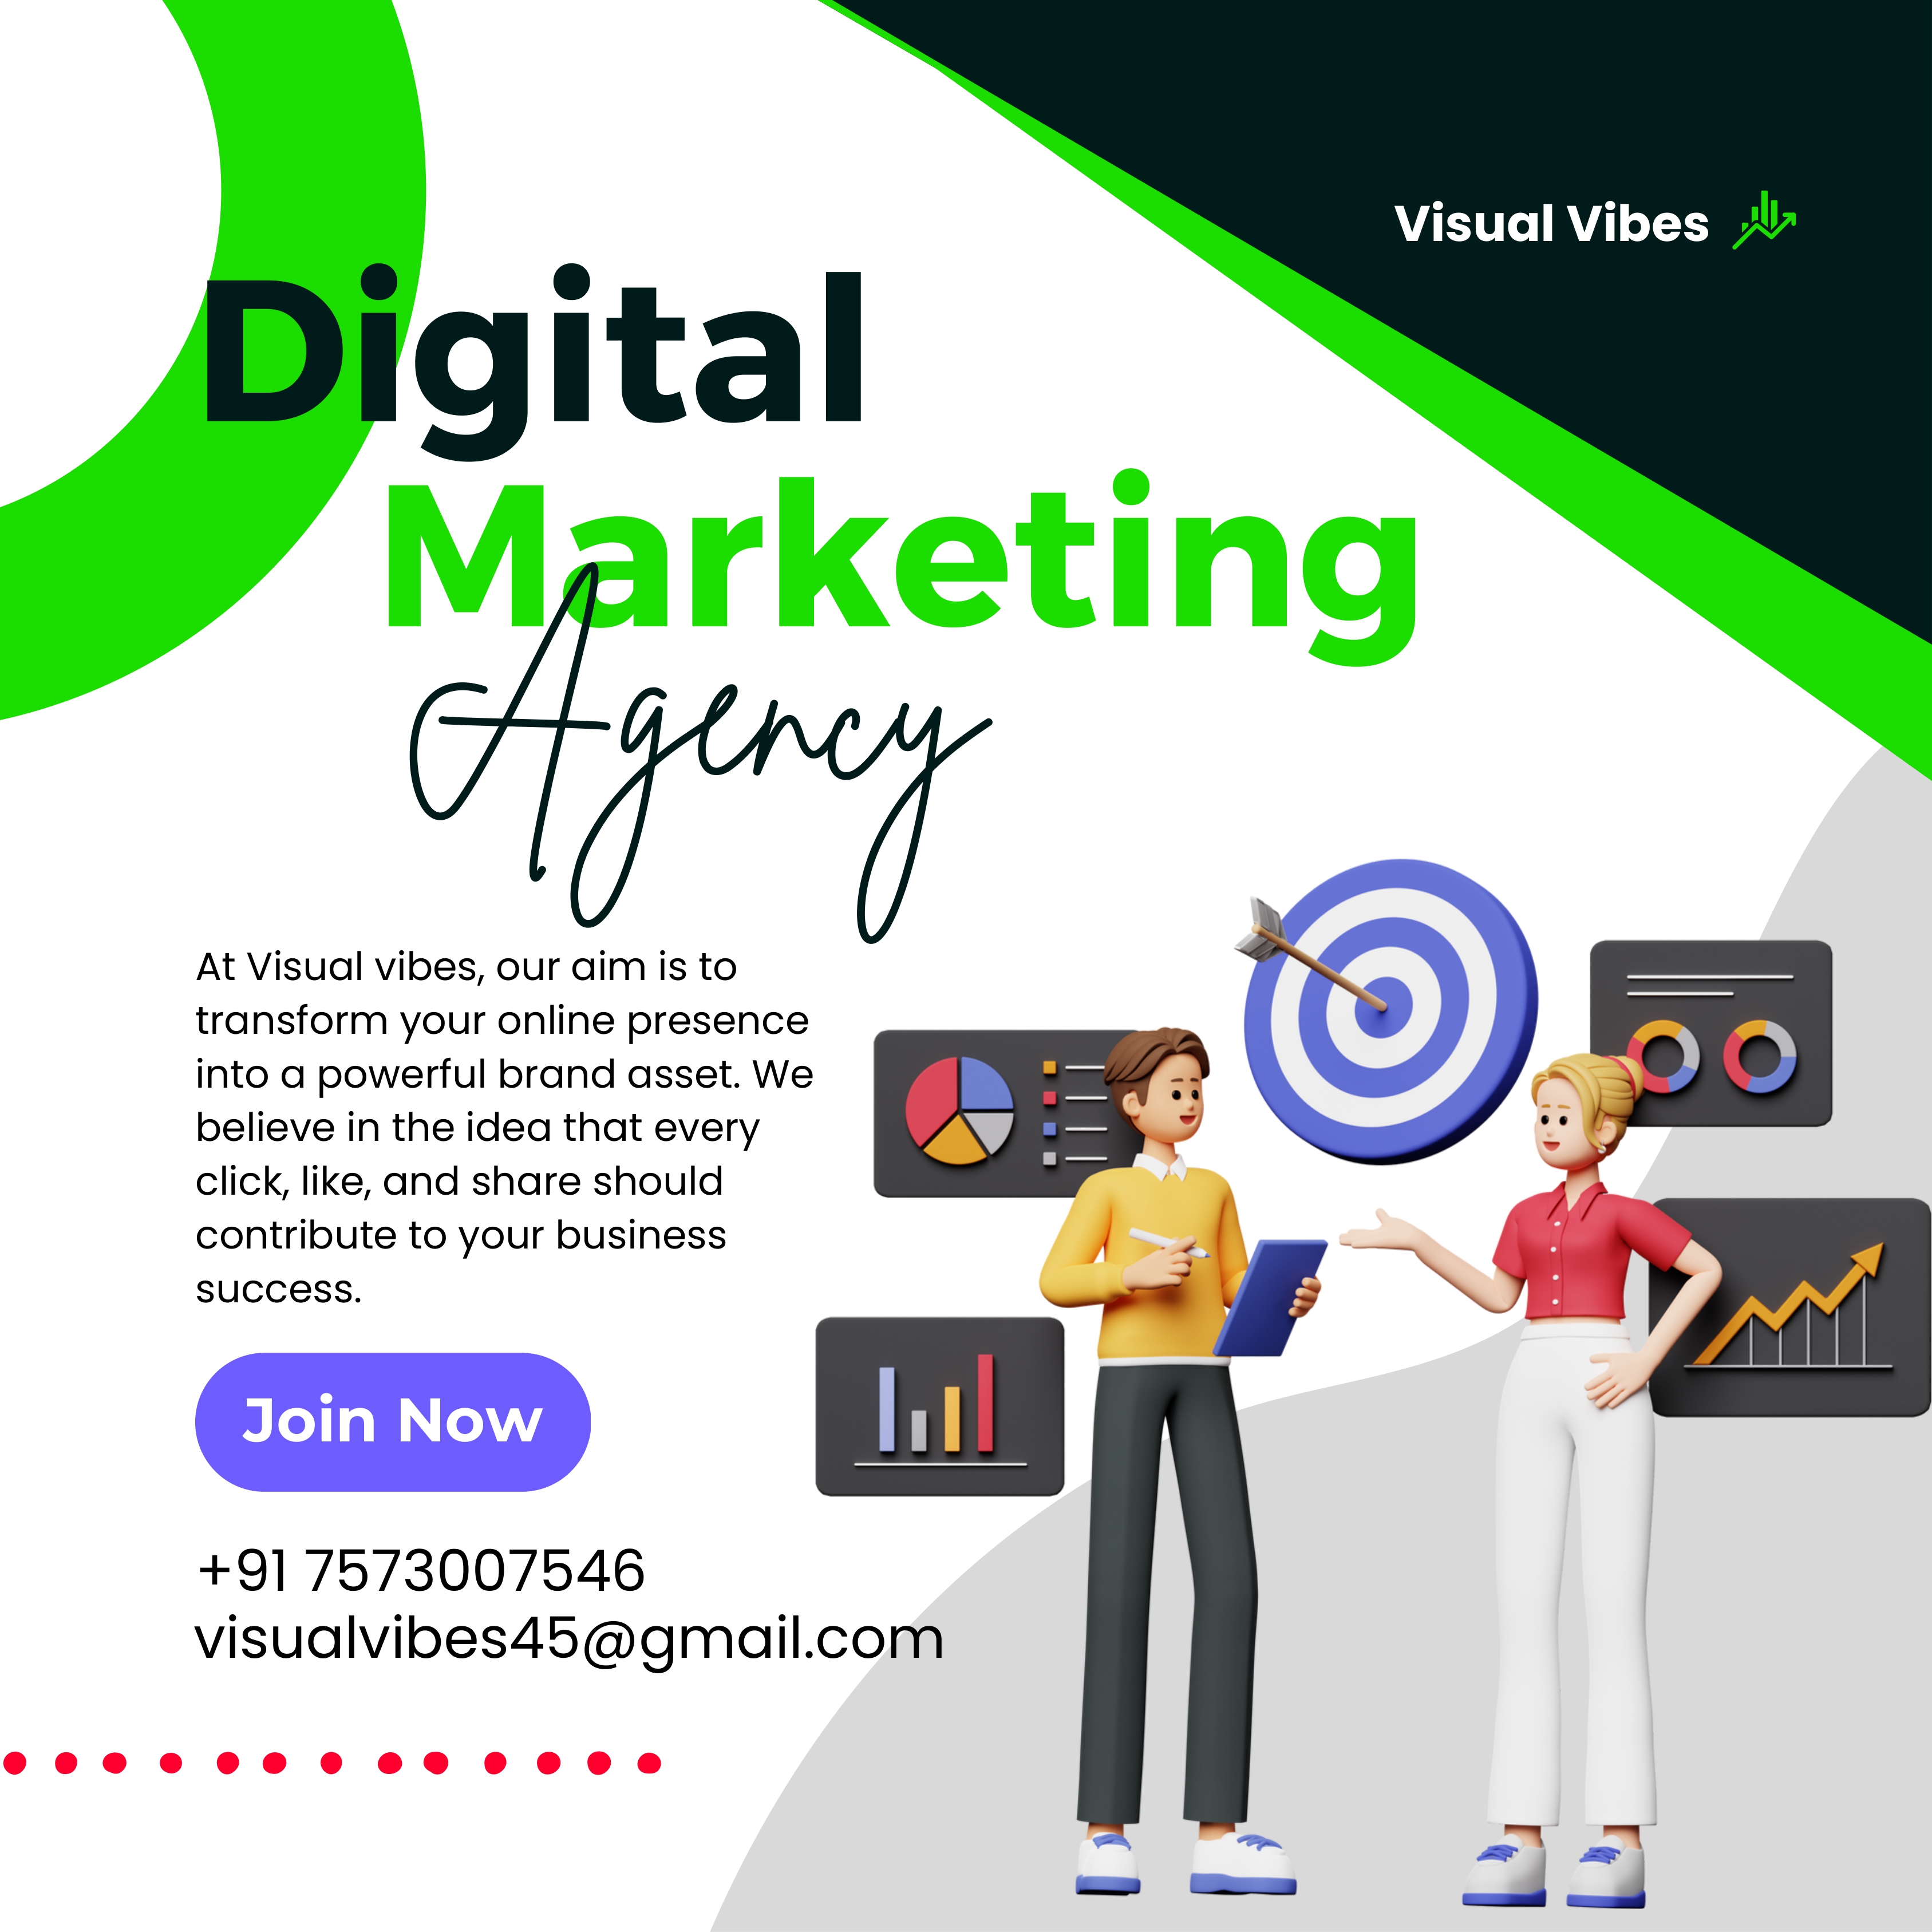 Visual Vibes
Digital
Marketing
Agency
At Visual vibes, our aim is to
transform your online presence
into a powerful brand asset. We
believe in the idea that every
click, like, and share should
contribute to your business
success.
Join Now
+91 7573007546
visualvibes45@gmail.com